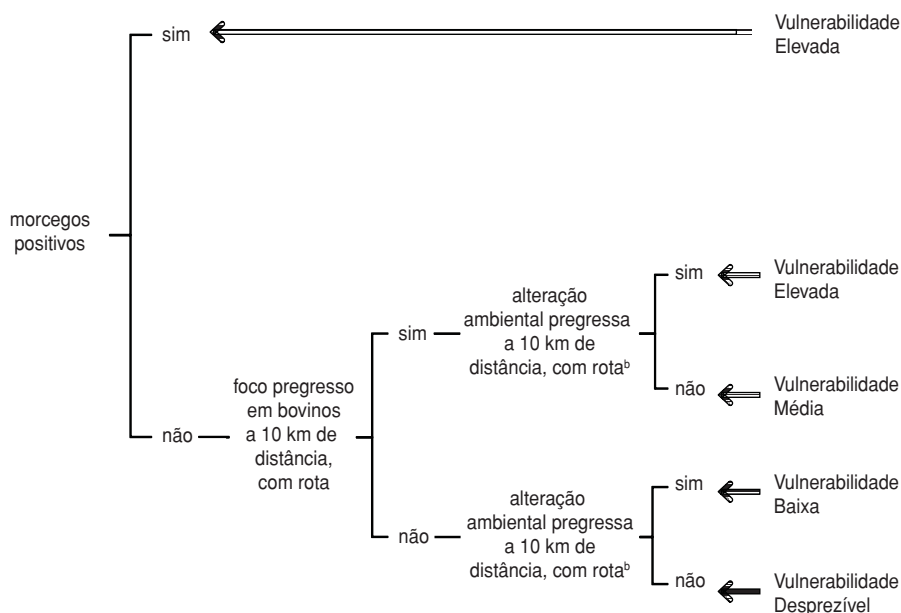 sim
Vulnerabilidade
Elevada
morcegos
positivos
não
foco pregresso
em bovinos
a 10 km de
distância,
com rota
sim
alteração
ambiental pregressa
a 10 km de
distância, com rotaᵇ
sim
Vulnerabilidade
Elevada
não
Vulnerabilidade
Média
não
alteração
ambiental pregressa
a 10 km de
distância, com rotaᵇ
sim
Vulnerabilidade
Baixa
não
Vulnerabilidade
Desprezível